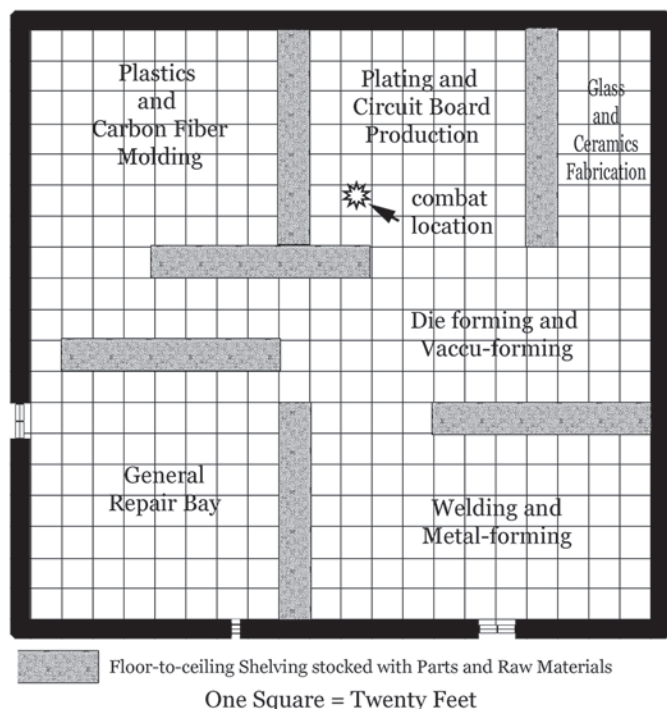 Plastics
and
Carbon Fiber
Molding
Plating and
Circuit Board
Production
Glass
and
Ceramics
Fabrication
combat
location
Die forming and
Vaccu-forming
General
Repair Bay
Welding and
Metal-forming
Floor-to-ceiling Shelving stocked with Parts and Raw Materials
One Square = Twenty Feet